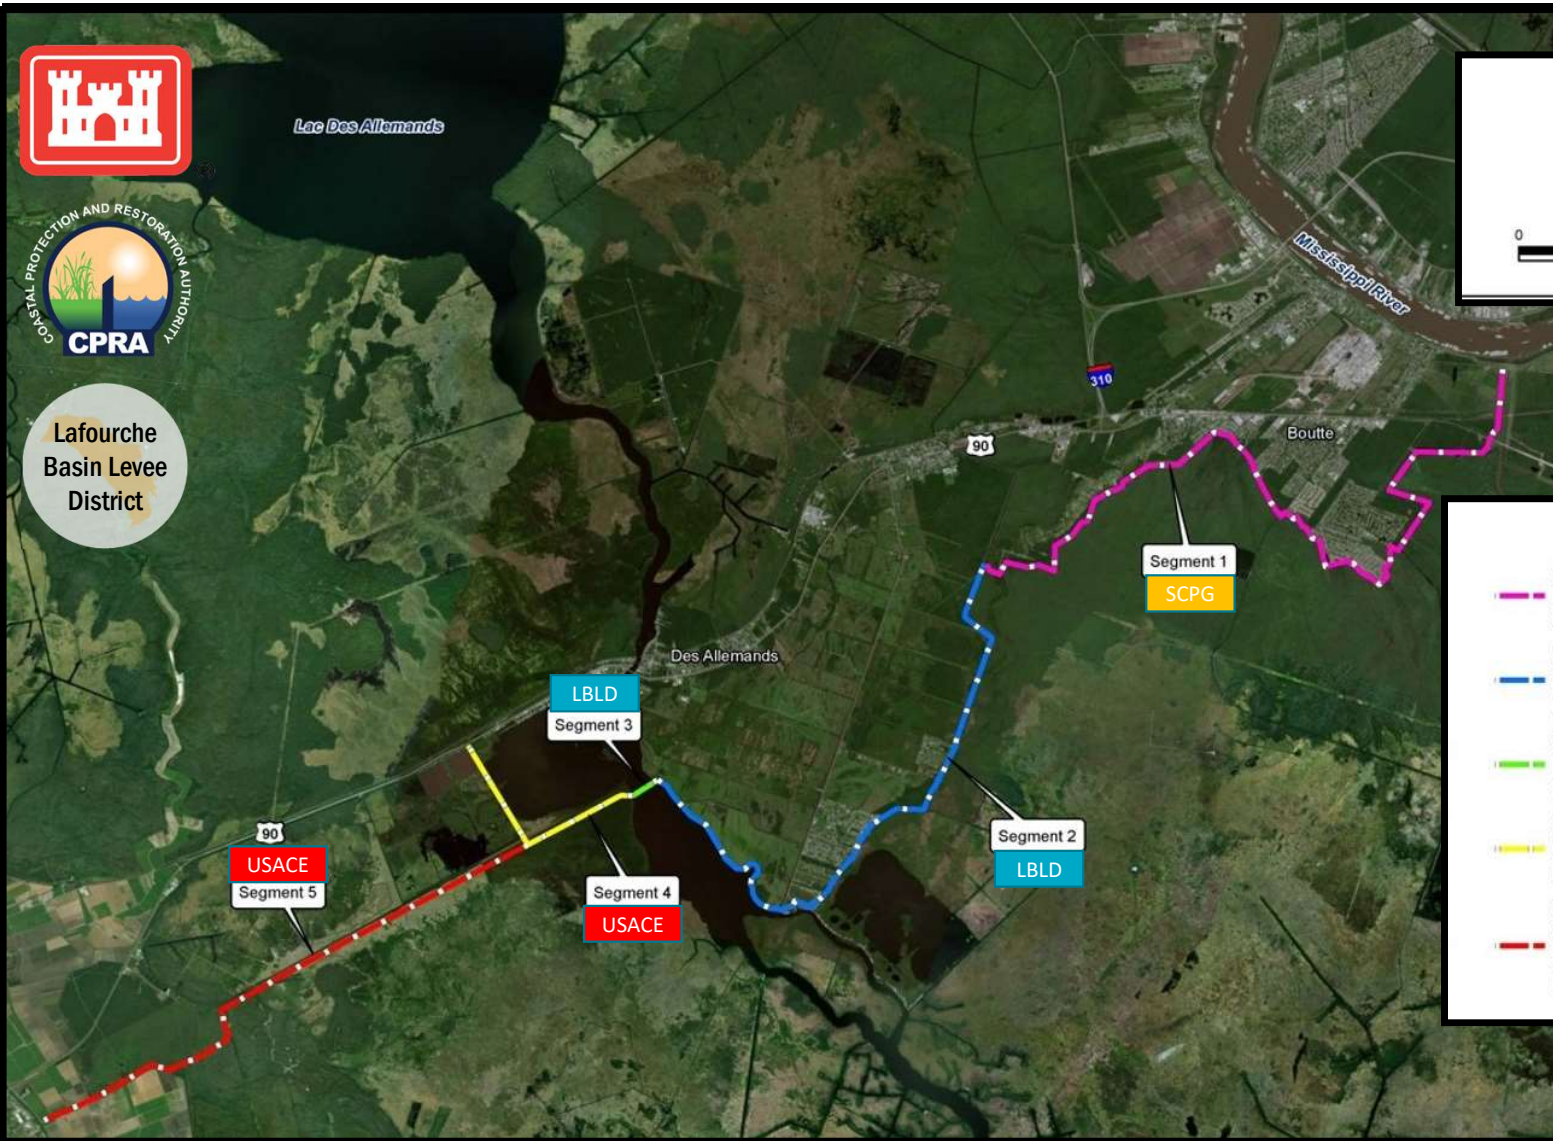 Lac Des Allemands
COASTAL PROTECTION AND RESTORATION AUTHORITY
CPRA
Lafourche
Basin Levee
District
Mississippi River
0
310
90
Boutte
Segment 1
SCPG
Des Allemands
LBLD
Segment 3
Segment 2
LBLD
90
USACE
Segment 5
Segment 4
USACE